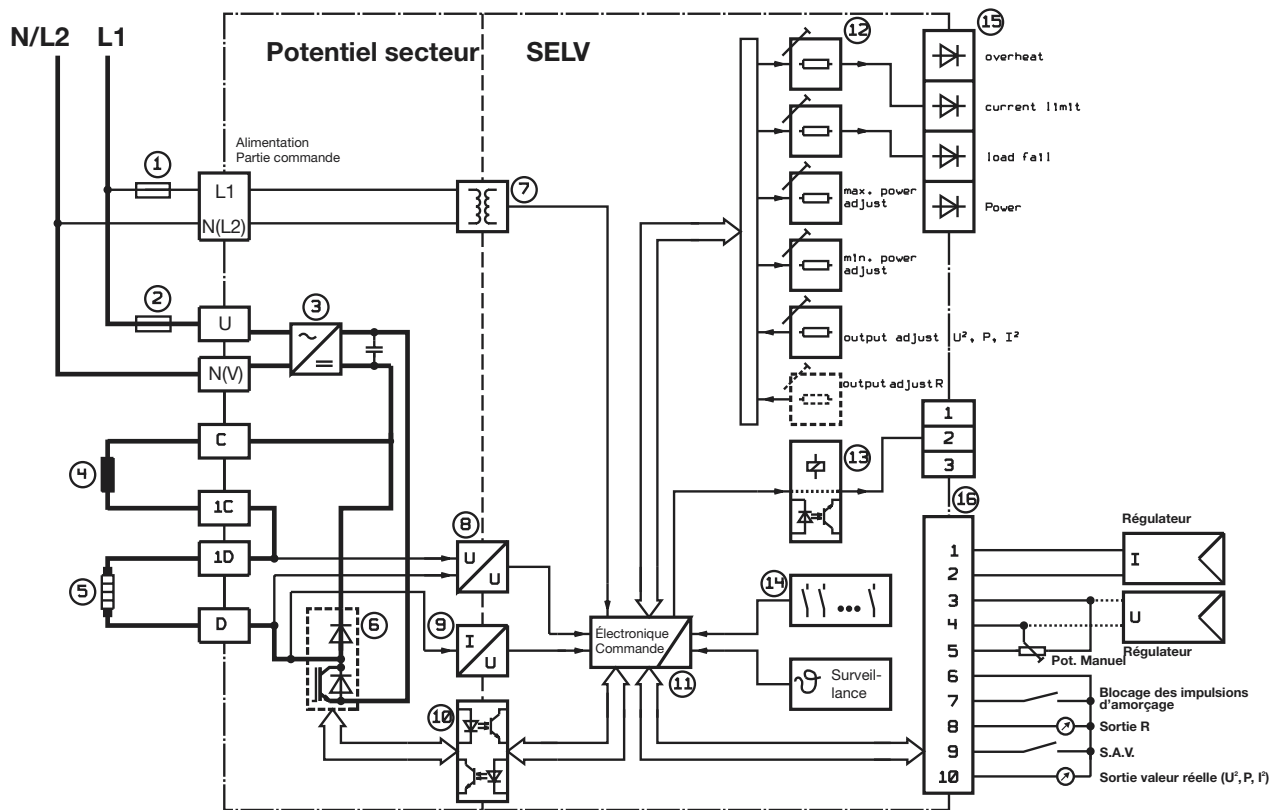 N/L2 L1
Potentiel secteur SELV
12
15
overheat
current limit
load fail
Power
Alimentation
Partie commande
1
L1
N(L2)
7
max. power
adjust
min. power
adjust
output adjust U², P, I²
output adjust R
2
U
3
N(V)
C
4
1C
1D
5
D
6
8
U
U
9
I
U
10
Électronique
Commande
11
13
14
Surveil-
lance
1
2
3
16
1
2
3
4
5
6
7
8
9
10
Régulateur
I
U
Régulateur
Pot. Manuel
Blocage des impulsions
d'amorçage
Sortie R
S.A.V.
Sortie valeur réelle (U², P, I²)